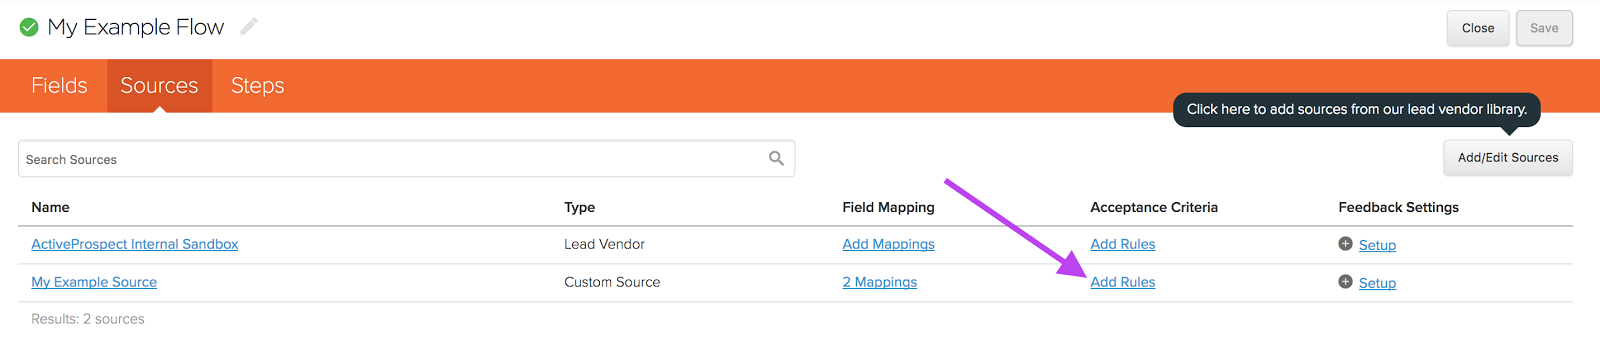 My Example Flow
Close
Save
Fields
Sources
Steps
Click here to add sources from our lead vendor library.
Search Sources
Add/Edit Sources
Name Type Field Mapping Acceptance Criteria Feedback Settings
ActiveProspect Internal Sandbox Lead Vendor Add Mappings Add Rules Setup
My Example Source Custom Source 2 Mappings Add Rules Setup
Results: 2 sources